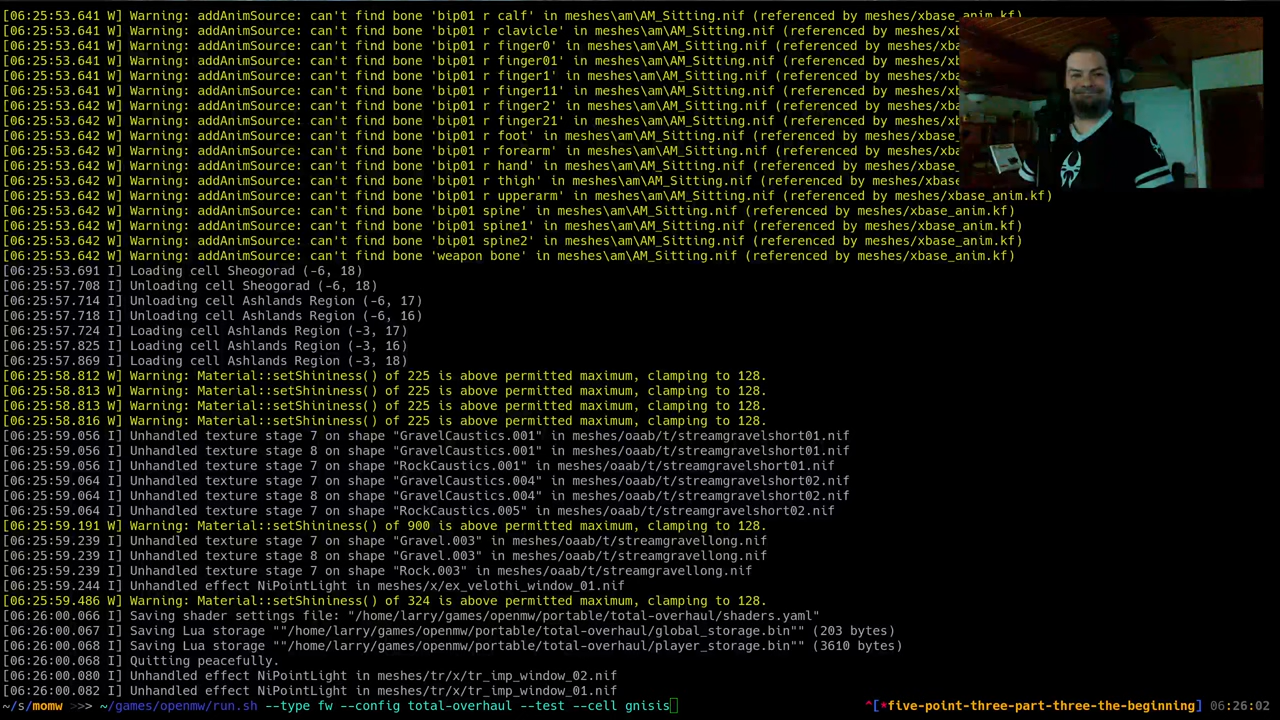 [06:25:53.641 W] Warning: addAnimSource: can't find bone 'bip01 r calf' in meshes\am\AM_Sitting.nif (referenced by meshes/xbase_anim.kf)
[06:25:53.641 W] Warning: addAnimSource: can't find bone 'bip01 r clavicle' in meshes\am\AM_Sitting.nif (referenced by meshes/xb
[06:25:53.641 W] Warning: addAnimSource: can't find bone 'bip01 r finger0' in meshes\am\AM_Sitting.nif (referenced by meshes/xba
[06:25:53.641 W] Warning: addAnimSource: can't find bone 'bip01 r finger01' in meshes\am\AM_Sitting.nif (referenced by meshes/xb
[06:25:53.641 W] Warning: addAnimSource: can't find bone 'bip01 r finger1' in meshes\am\AM_Sitting.nif (referenced by meshes/xba
[06:25:53.641 W] Warning: addAnimSource: can't find bone 'bip01 r finger11' in meshes\am\AM_Sitting.nif (referenced by meshes/xb
[06:25:53.642 W] Warning: addAnimSource: can't find bone 'bip01 r finger2' in meshes\am\AM_Sitting.nif (referenced by meshes/xba
[06:25:53.642 W] Warning: addAnimSource: can't find bone 'bip01 r finger21' in meshes\am\AM_Sitting.nif (referenced by meshes/xb
[06:25:53.642 W] Warning: addAnimSource: can't find bone 'bip01 r foot' in meshes\am\AM_Sitting.nif (referenced by meshes/xbase_
[06:25:53.642 W] Warning: addAnimSource: can't find bone 'bip01 r forearm' in meshes\am\AM_Sitting.nif (referenced by meshes/xba
[06:25:53.642 W] Warning: addAnimSource: can't find bone 'bip01 r hand' in meshes\am\AM_Sitting.nif (referenced by meshes/xbase_
[06:25:53.642 W] Warning: addAnimSource: can't find bone 'bip01 r thigh' in meshes\am\AM_Sitting.nif (referenced by meshes/xbase
[06:25:53.642 W] Warning: addAnimSource: can't find bone 'bip01 r upperarm' in meshes\am\AM_Sitting.nif (referenced by meshes/xbase_anim.kf)
[06:25:53.642 W] Warning: addAnimSource: can't find bone 'bip01 spine' in meshes\am\AM_Sitting.nif (referenced by meshes/xbase_anim.kf)
[06:25:53.642 W] Warning: addAnimSource: can't find bone 'bip01 spine1' in meshes\am\AM_Sitting.nif (referenced by meshes/xbase_anim.kf)
[06:25:53.642 W] Warning: addAnimSource: can't find bone 'bip01 spine2' in meshes\am\AM_Sitting.nif (referenced by meshes/xbase_anim.kf)
[06:25:53.642 W] Warning: addAnimSource: can't find bone 'weapon bone' in meshes\am\AM_Sitting.nif (referenced by meshes/xbase_anim.kf)
[06:25:53.691 I] Loading cell Sheogorad (-6, 18)
[06:25:57.708 I] Unloading cell Sheogorad (-6, 18)
[06:25:57.714 I] Unloading cell Ashlands Region (-6, 17)
[06:25:57.718 I] Unloading cell Ashlands Region (-6, 16)
[06:25:57.724 I] Loading cell Ashlands Region (-3, 17)
[06:25:57.825 I] Loading cell Ashlands Region (-3, 16)
[06:25:57.869 I] Loading cell Ashlands Region (-3, 18)
[06:25:58.812 W] Warning: Material::setShininess() of 225 is above permitted maximum, clamping to 128.
[06:25:58.813 W] Warning: Material::setShininess() of 225 is above permitted maximum, clamping to 128.
[06:25:58.813 W] Warning: Material::setShininess() of 225 is above permitted maximum, clamping to 128.
[06:25:58.816 W] Warning: Material::setShininess() of 225 is above permitted maximum, clamping to 128.
[06:25:59.056 I] Unhandled texture stage 7 on shape "GravelCaustics.001" in meshes/oaab/t/streamgravelshort01.nif
[06:25:59.056 I] Unhandled texture stage 8 on shape "GravelCaustics.001" in meshes/oaab/t/streamgravelshort01.nif
[06:25:59.056 I] Unhandled texture stage 7 on shape "RockCaustics.001" in meshes/oaab/t/streamgravelshort01.nif
[06:25:59.064 I] Unhandled texture stage 7 on shape "GravelCaustics.004" in meshes/oaab/t/streamgravelshort02.nif
[06:25:59.064 I] Unhandled texture stage 8 on shape "GravelCaustics.004" in meshes/oaab/t/streamgravelshort02.nif
[06:25:59.064 I] Unhandled texture stage 7 on shape "RockCaustics.005" in meshes/oaab/t/streamgravelshort02.nif
[06:25:59.191 W] Warning: Material::setShininess() of 900 is above permitted maximum, clamping to 128.
[06:25:59.239 I] Unhandled texture stage 7 on shape "Gravel.003" in meshes/oaab/t/streamgravellong.nif
[06:25:59.239 I] Unhandled texture stage 8 on shape "Gravel.003" in meshes/oaab/t/streamgravellong.nif
[06:25:59.239 I] Unhandled texture stage 7 on shape "Rock.003" in meshes/oaab/t/streamgravellong.nif
[06:25:59.244 I] Unhandled effect NiPointLight in meshes/x/ex_velothi_window_01.nif
[06:25:59.486 W] Warning: Material::setShininess() of 324 is above permitted maximum, clamping to 128.
[06:26:00.066 I] Saving shader settings file: "/home/larry/games/openmw/portable/total-overhaul/shaders.yaml"
[06:26:00.067 I] Saving Lua storage ""/home/larry/games/openmw/portable/total-overhaul/global_storage.bin"" (203 bytes)
[06:26:00.068 I] Saving Lua storage ""/home/larry/games/openmw/portable/total-overhaul/player_storage.bin"" (3610 bytes)
[06:26:00.068 I] Quitting peacefully.
[06:26:00.080 I] Unhandled effect NiPointLight in meshes/tr/x/tr_imp_window_02.nif
[06:26:00.082 I] Unhandled effect NiPointLight in meshes/tr/x/tr_imp_window_01.nif
~/s/momw >>> ~/games/openmw/run.sh --type fw --config total-overhaul --test --cell gnisis ^[*five-point-three-part-three-the-beginning] 06:26:02